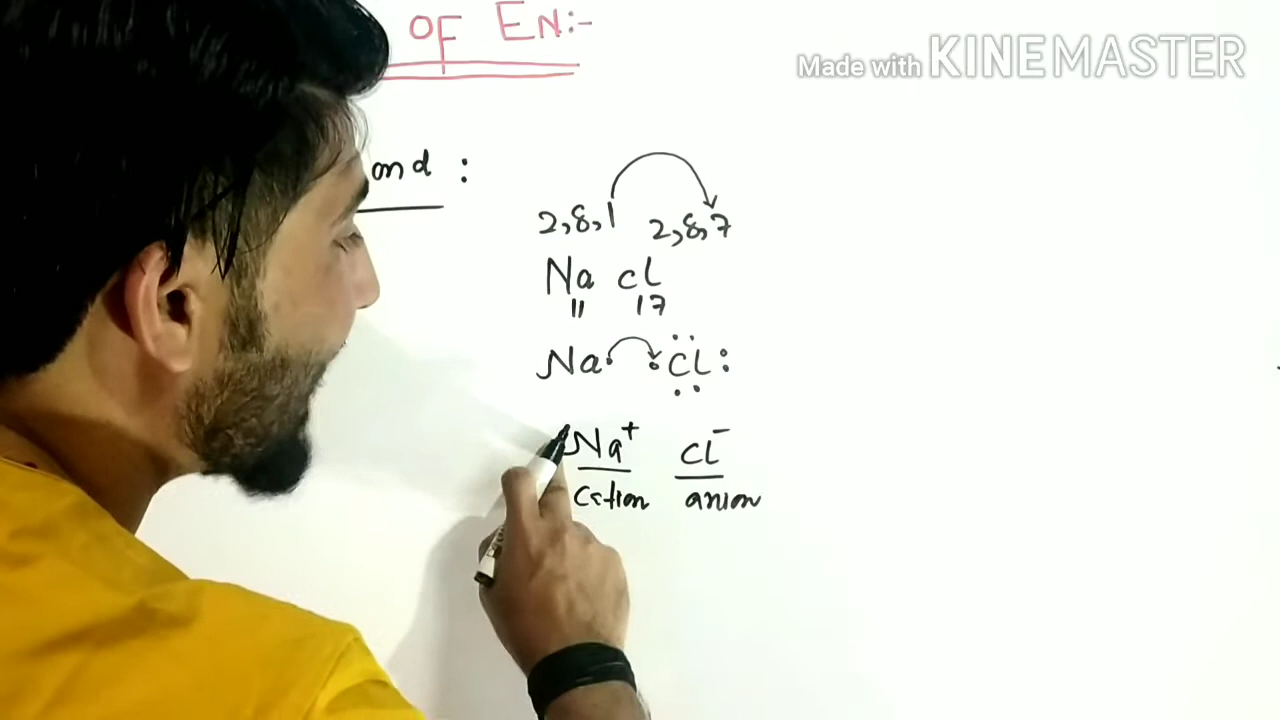 OF EN:-
Made with KINEMASTER
ond :
2,8,1 2,8,7
Na Cl
11 17
Na Cl
Na+ Cl-
cation anion